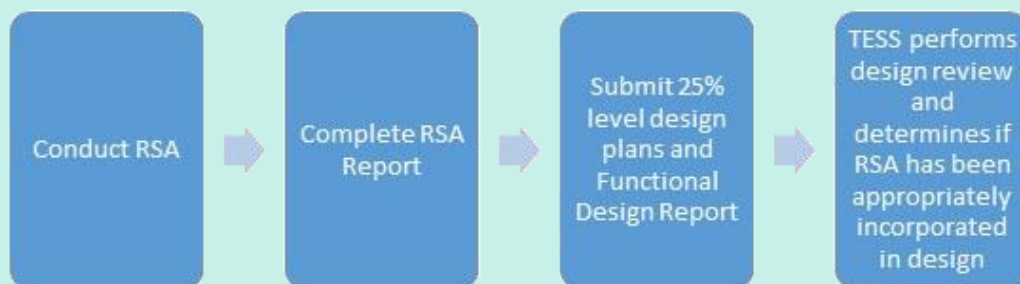 Conduct RSA
Complete RSA
Report
Submit 25%
level design
plans and
Functional
Design Report
TESS performs
design review
and
determines if
RSA has been
appropriately
incorporated
in design